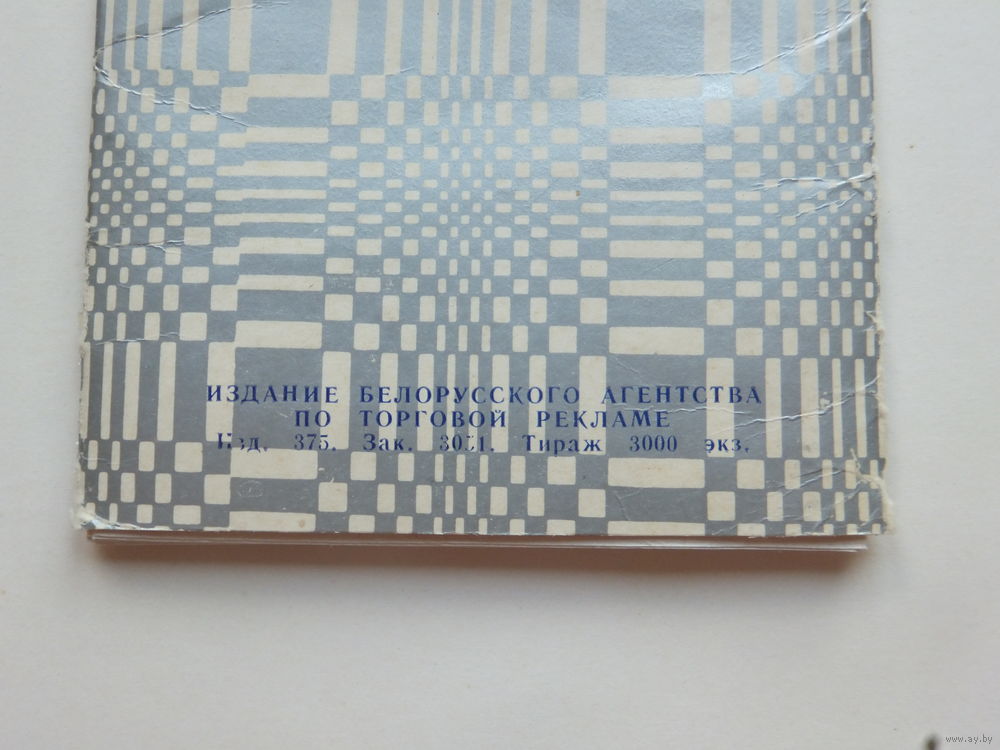 ИЗДАНИЕ БЕЛОРУССКОГО АГЕНТСТВА
ПО ТОРГОВОЙ РЕКЛАМЕ
Изд. 375. Зак. Тираж 3000 экз.
www.ay.by